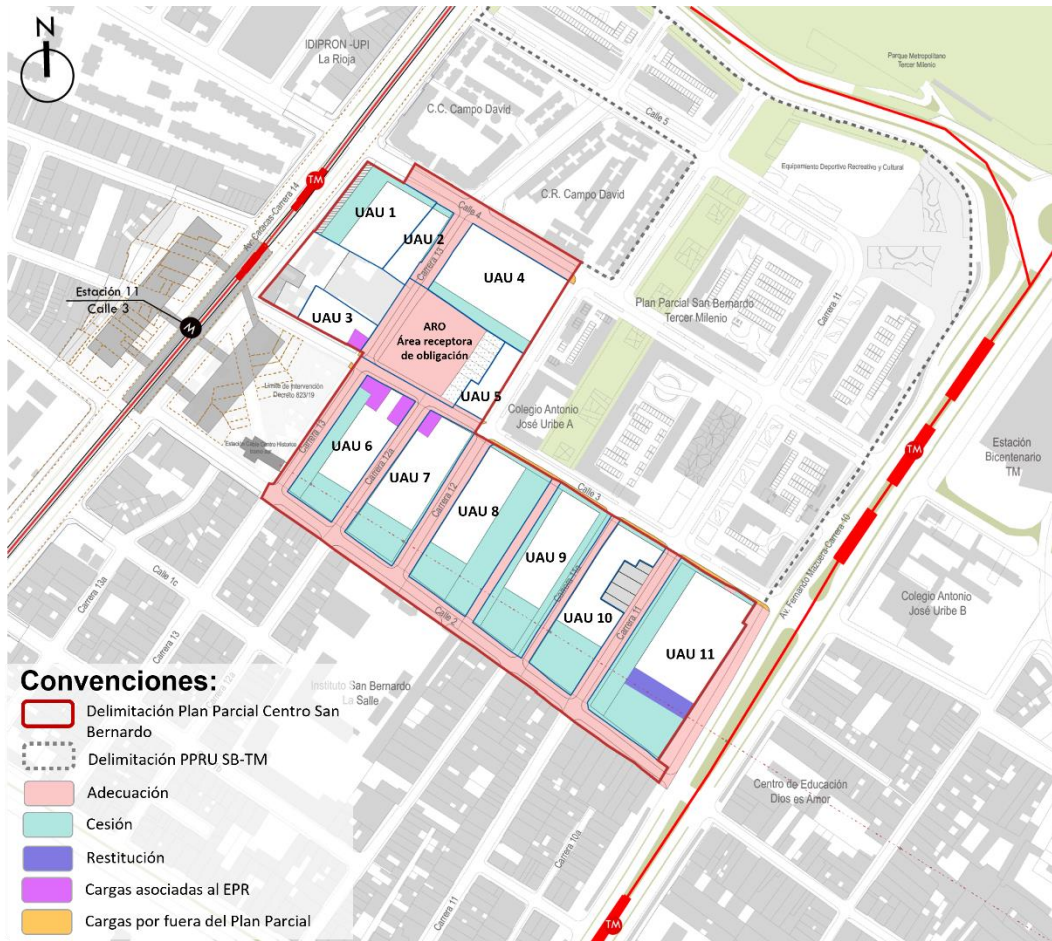 N
IDIPRON -UPI
La Rioja
C.C. Campo David
Calle 5
Parque Metropolitano
Tercer Milenio
Equipamiento Deportivo Recreativo y Cultural
C.R. Campo David
Av. Caracas-Carrera 14
TM
Calle 4
UAU 1
UAU 2
Carrera 13
UAU 4
Carrera 11
Plan Parcial San Bernardo
Tercer Milenio
Estación 11
Calle 3
M
UAU 3
ARO
Área receptora
de obligación
UAU 5
Límite de intervención
Decreto 823/19
Colegio Antonio
José Uribe A
Estación
Bicentenario
TM
TM
Carrera 13
UAU 6
Carrera 12a
UAU 7
Carrera 12
UAU 8
Calle 3
UAU 9
Carrera 11a
UAU 10
Carrera 11
UAU 11
Av. Fernando Mazuera-Carrera 10
Colegio Antonio
José Uribe B
Calle 1c
Carrera 13a
Carrera 13
Carrera 12a
Calle 2
Instituto San Bernardo
La Salle
Centro de Educación
Dios es Amor
Carrera 10a
Carrera 11
TM
Convenciones:
Delimitación Plan Parcial Centro San
Bernardo
Delimitación PPRU SB-TM
Adecuación
Cesión
Restitución
Cargas asociadas al EPR
Cargas por fuera del Plan Parcial